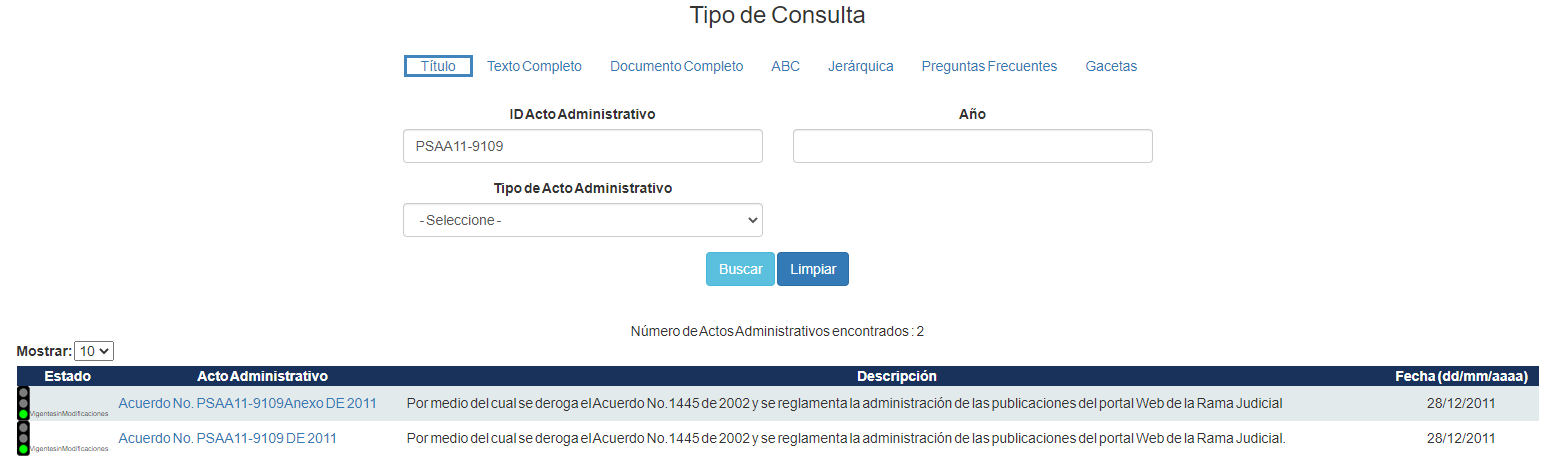 Tipo de Consulta
Título Texto Completo Documento Completo ABC Jerárquica Preguntas Frecuentes Gacetas
ID Acto Administrativo Año
PSAA11-9109
Tipo de Acto Administrativo
- Seleccione -
Buscar Limpiar
Número de Actos Administrativos encontrados : 2
Mostrar: 10
Estado Acto Administrativo Descripción Fecha (dd/mm/aaaa)
VigentesinModificaciones Acuerdo No. PSAA11-9109Anexo DE 2011 Por medio del cual se deroga el Acuerdo No. 1445 de 2002 y se reglamenta la administración de las publicaciones del portal Web de la Rama Judicial 28/12/2011
VigentesinModificaciones Acuerdo No. PSAA11-9109 DE 2011 Por medio del cual se deroga el Acuerdo No. 1445 de 2002 y se reglamenta la administración de las publicaciones del portal Web de la Rama Judicial. 28/12/2011